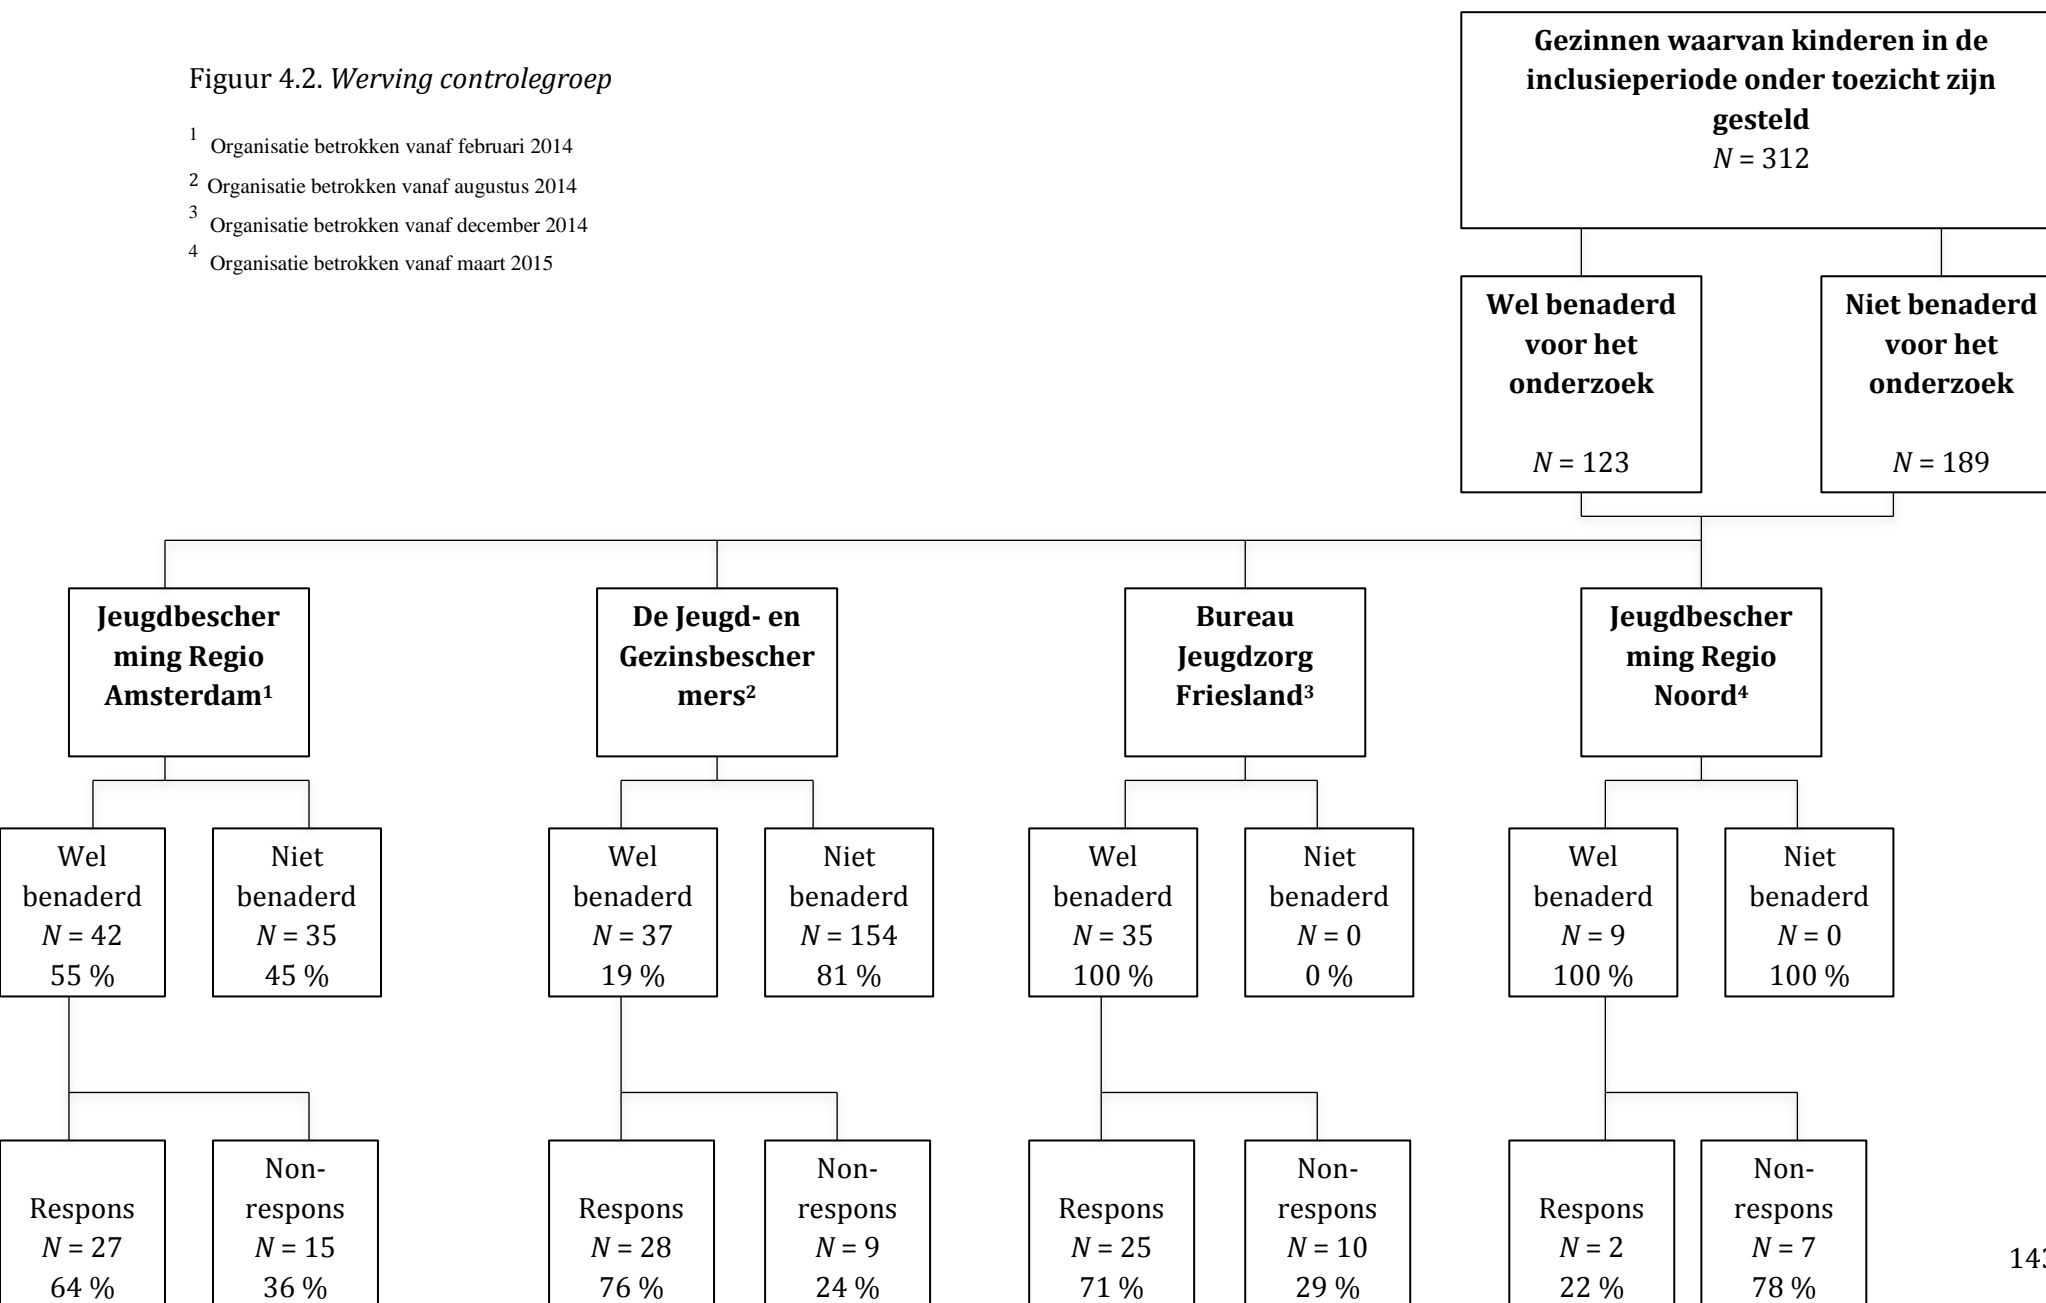 Figuur 4.2. Werving controlegroep
1 Organisatie betrokken vanaf februari 2014
2 Organisatie betrokken vanaf augustus 2014
3 Organisatie betrokken vanaf december 2014
4 Organisatie betrokken vanaf maart 2015
Gezinnen waarvan kinderen in de
inclusieperiode onder toezicht zijn
gesteld
N = 312
Wel benaderd
voor het
onderzoek
N = 123
Niet benaderd
voor het
onderzoek
N = 189
Jeugdbescher
ming Regio
Amsterdam1
De Jeugd- en
Gezinsbescher
mers2
Bureau
Jeugdzorg
Friesland3
Jeugdbescher
ming Regio
Noord4
Wel
benaderd
N = 42
55 %
Niet
benaderd
N = 35
45 %
Wel
benaderd
N = 37
19 %
Niet
benaderd
N = 154
81 %
Wel
benaderd
N = 35
100 %
Niet
benaderd
N = 0
0 %
Wel
benaderd
N = 9
100 %
Niet
benaderd
N = 0
100 %
Respons
N = 27
64 %
Non-
respons
N = 15
36 %
Respons
N = 28
76 %
Non-
respons
N = 9
24 %
Respons
N = 25
71 %
Non-
respons
N = 10
29 %
Respons
N = 2
22 %
Non-
respons
N = 7
78 %
143